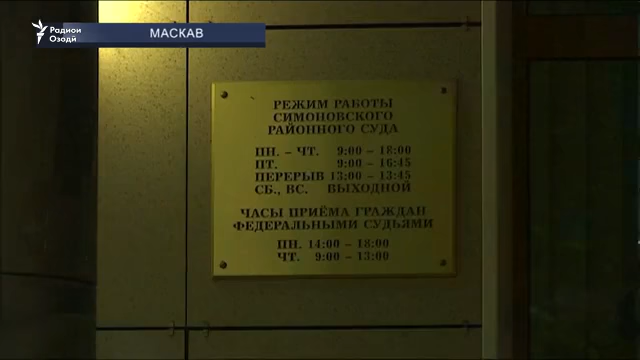 Радиои
Озодӣ
МАСКАВ
РЕЖИМ РАБОТЫ
СИМОНОВСКОГО
РАЙОННОГО СУДА
ПН. – ЧТ. 9:00 – 18:00
ПТ. 9:00 – 16:45
ПЕРЕРЫВ 13:00 – 13:45
СБ., ВС. ВЫХОДНОЙ
ЧАСЫ ПРИЁМА ГРАЖДАН
ФЕДЕРАЛЬНЫМИ СУДЬЯМИ
ПН. 14:00 – 18:00
ЧТ. 9:00 – 13:00